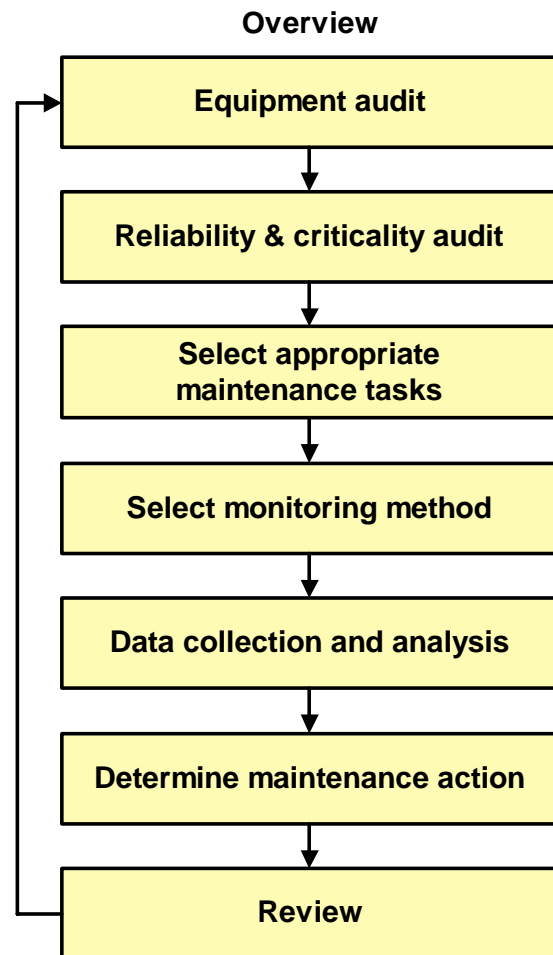 Overview
Equipment audit
Reliability & criticality audit
Select appropriate
maintenance tasks
Select monitoring method
Data collection and analysis
Determine maintenance action
Review